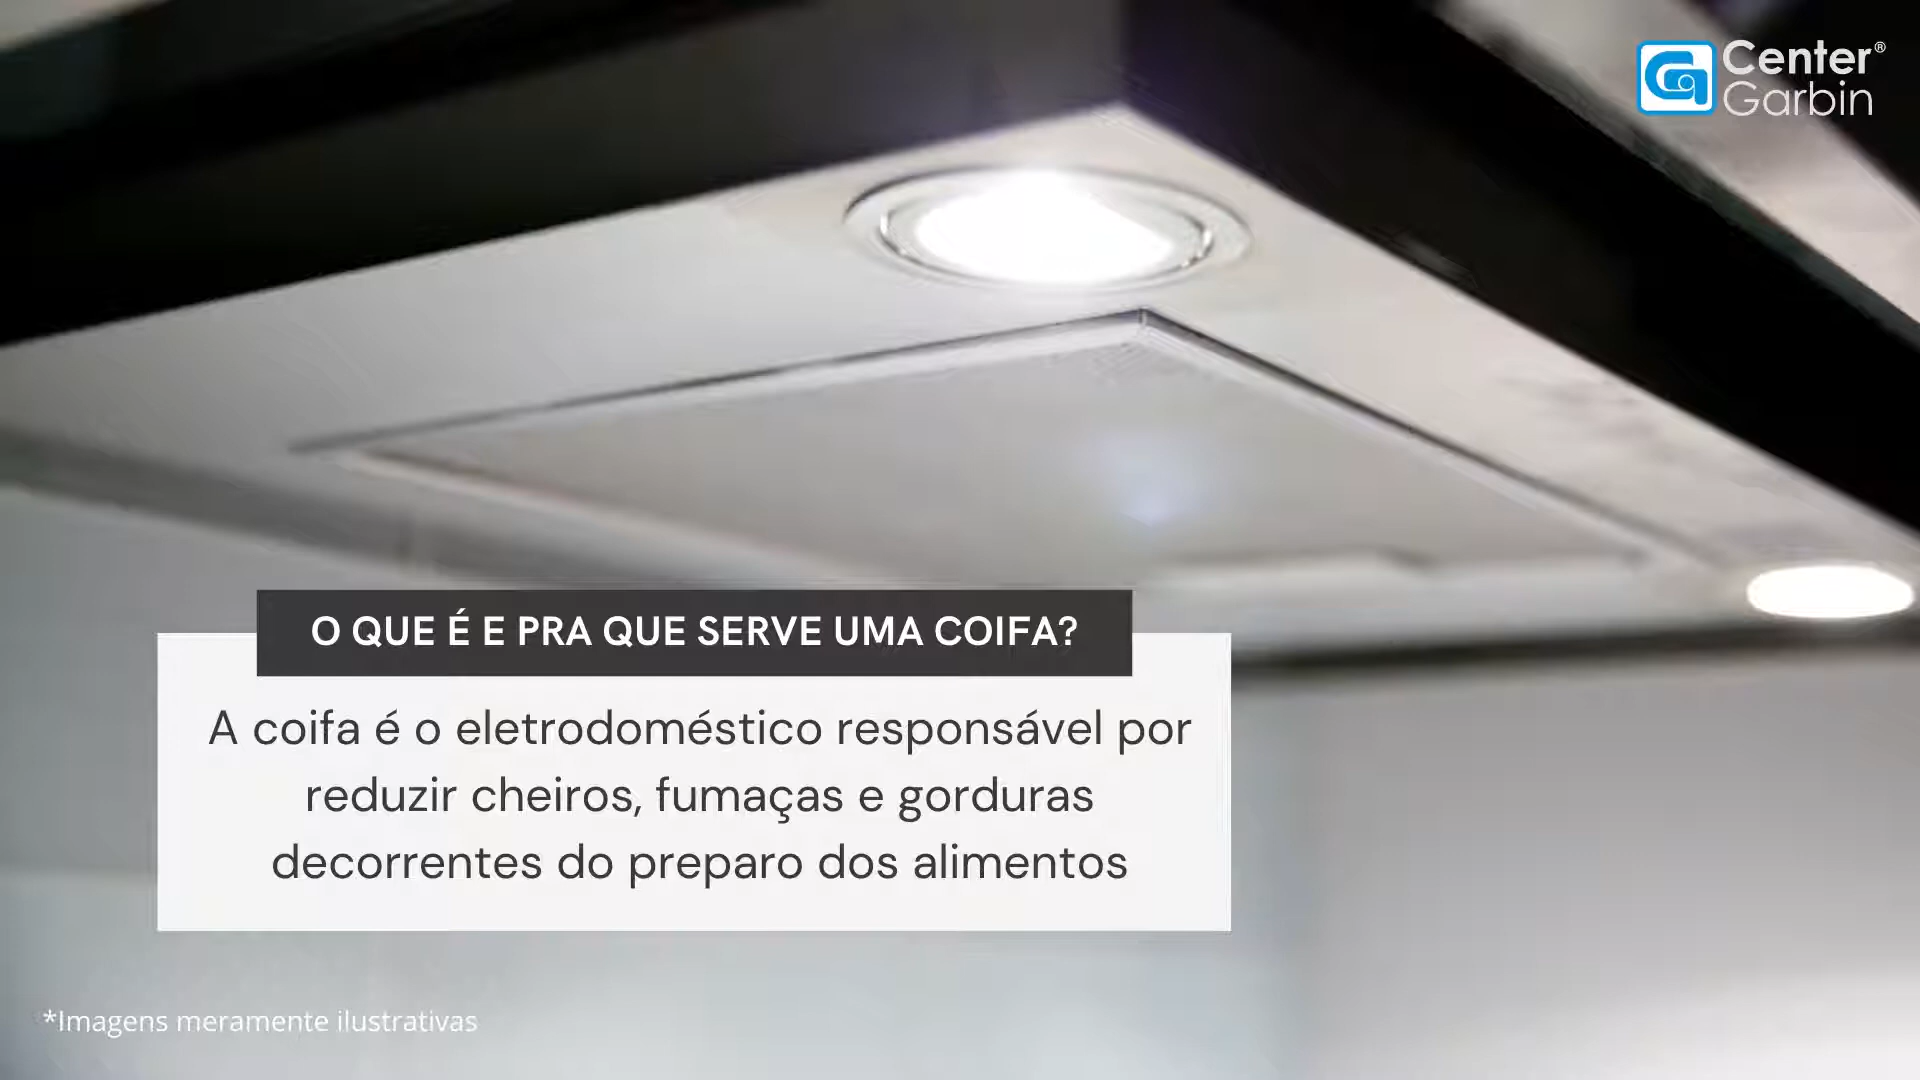 Center®
Garbin
O QUE É E PRA QUE SERVE UMA COIFA?
A coifa é o eletrodoméstico responsável por
reduzir cheiros, fumaças e gorduras
decorrentes do preparo dos alimentos
*Imagens meramente ilustrativas